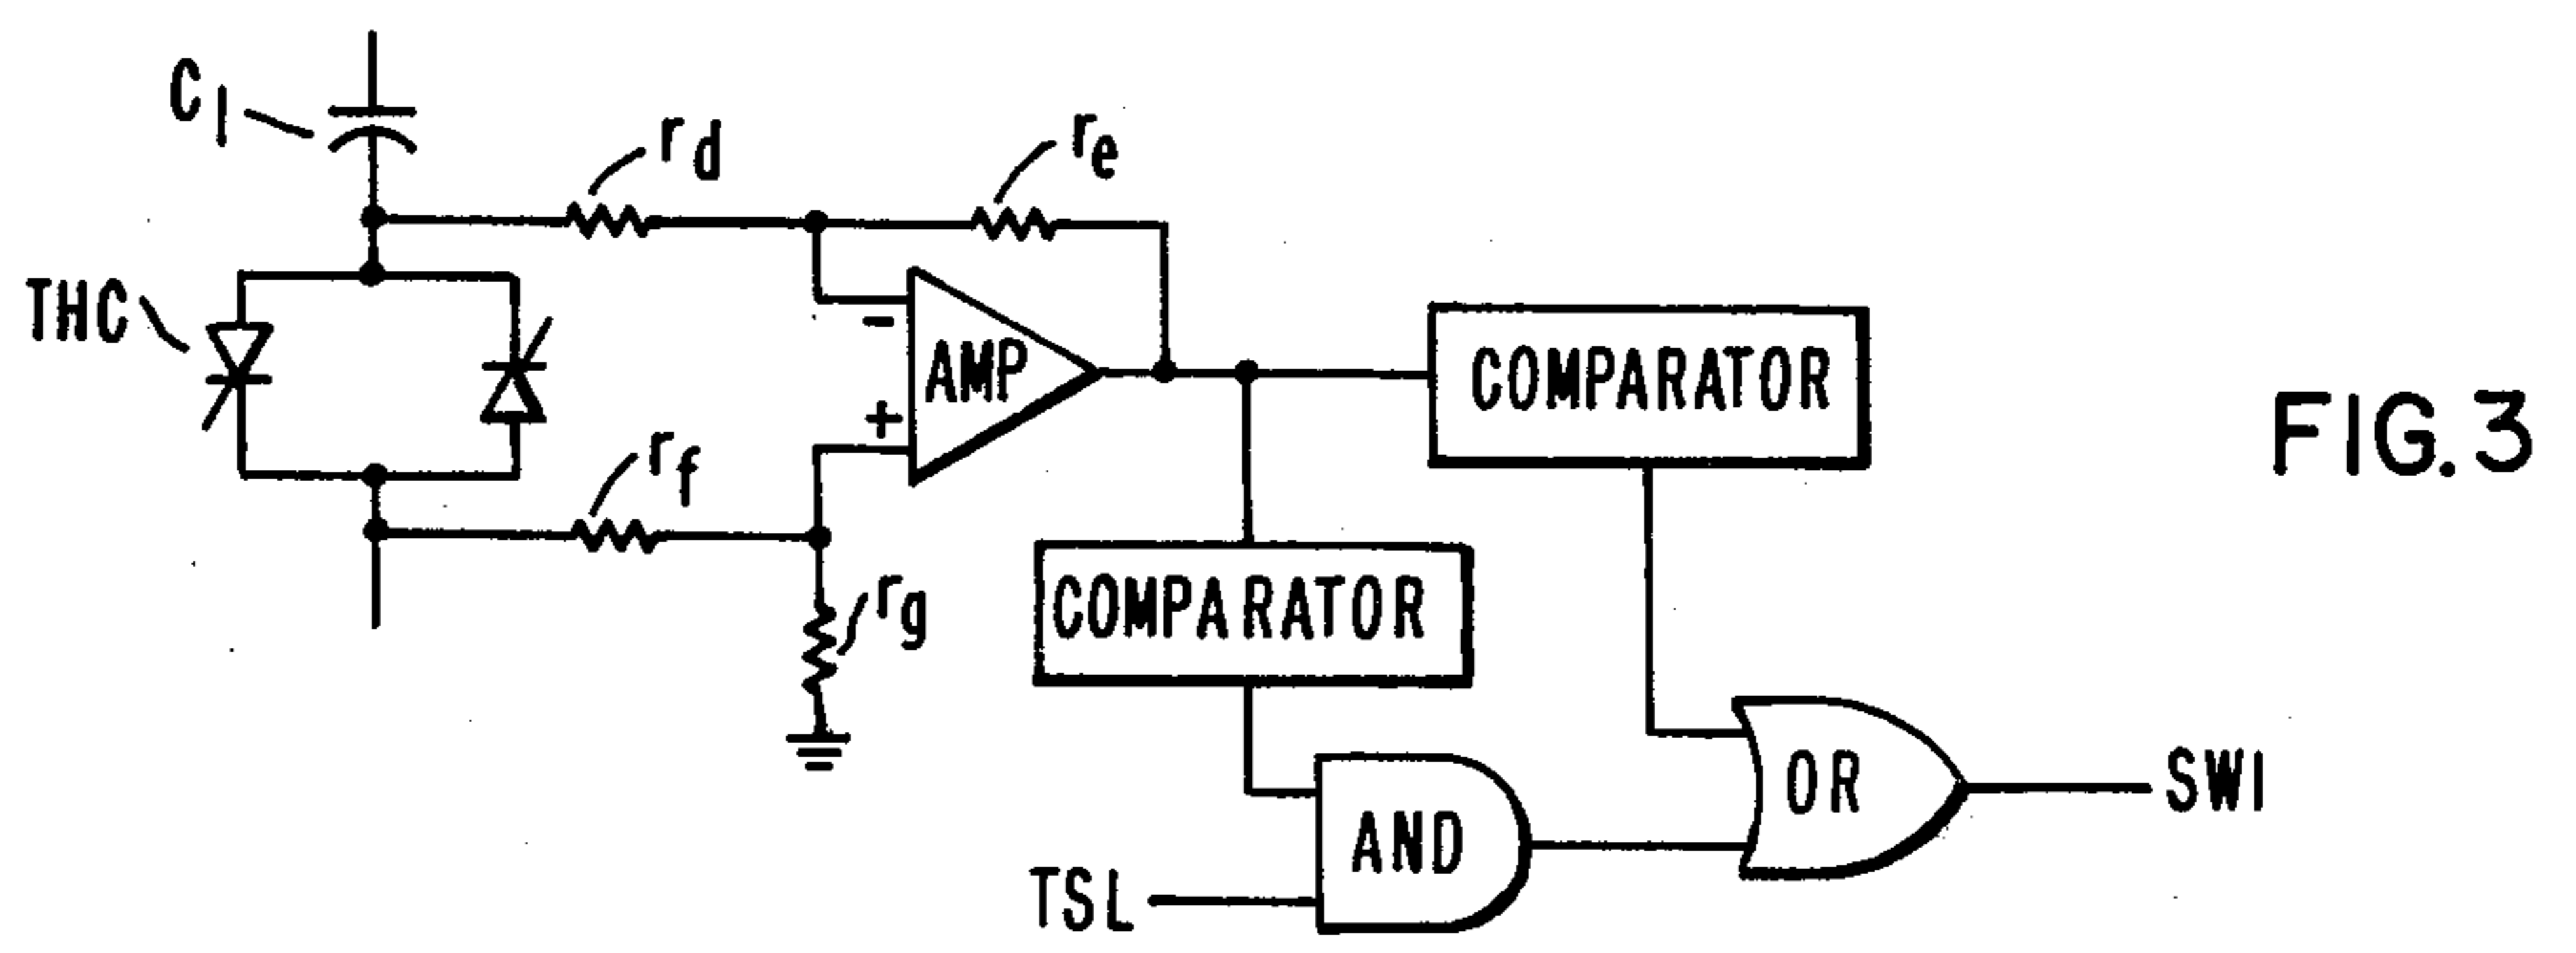 C1
rd
re
THC
-
AMP
+
COMPARATOR
FIG.3
rf
rg
COMPARATOR
OR
SW1
AND
TSL